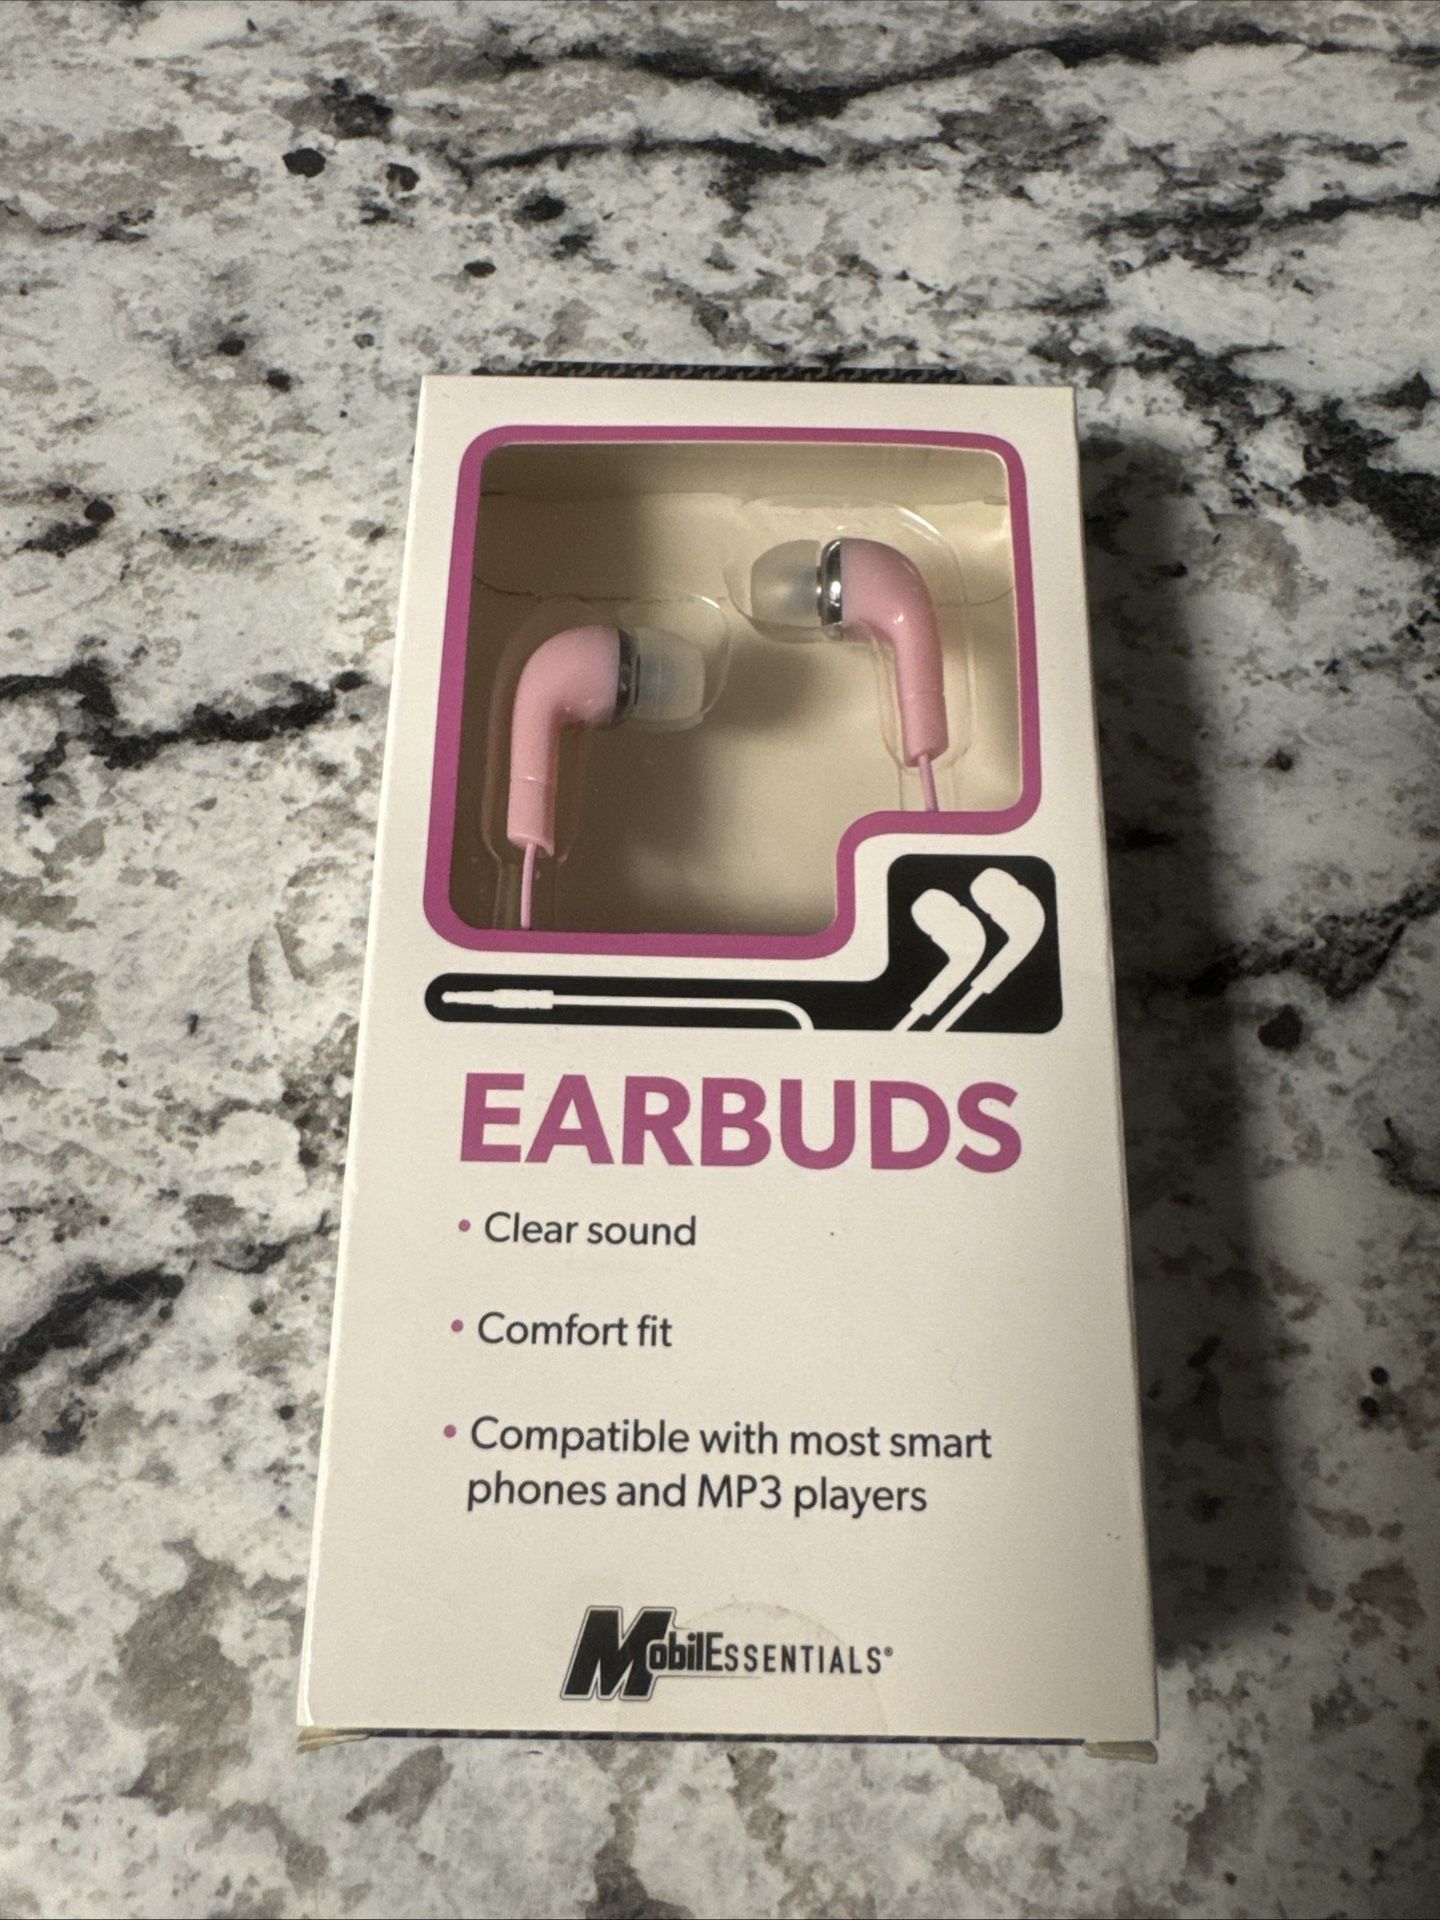 EARBUDS
• Clear sound
• Comfort fit
• Compatible with most smart
phones and MP3 players
MobilEssentials®